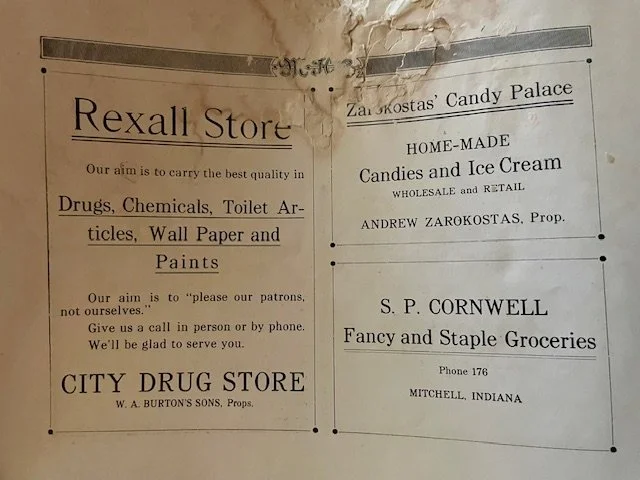 M H S
Rexall Store
Our aim is to carry the best quality in
Drugs, Chemicals, Toilet Ar-
ticles, Wall Paper and
Paints
Our aim is to "please our patrons,
not ourselves."
Give us a call in person or by phone.
We'll be glad to serve you.
CITY DRUG STORE
W. A. BURTON'S SONS, Props.
Zarokostas' Candy Palace
HOME-MADE
Candies and Ice Cream
WHOLESALE and RETAIL
ANDREW ZAROKOSTAS, Prop.
S. P. CORNWELL
Fancy and Staple Groceries
Phone 176
MITCHELL, INDIANA